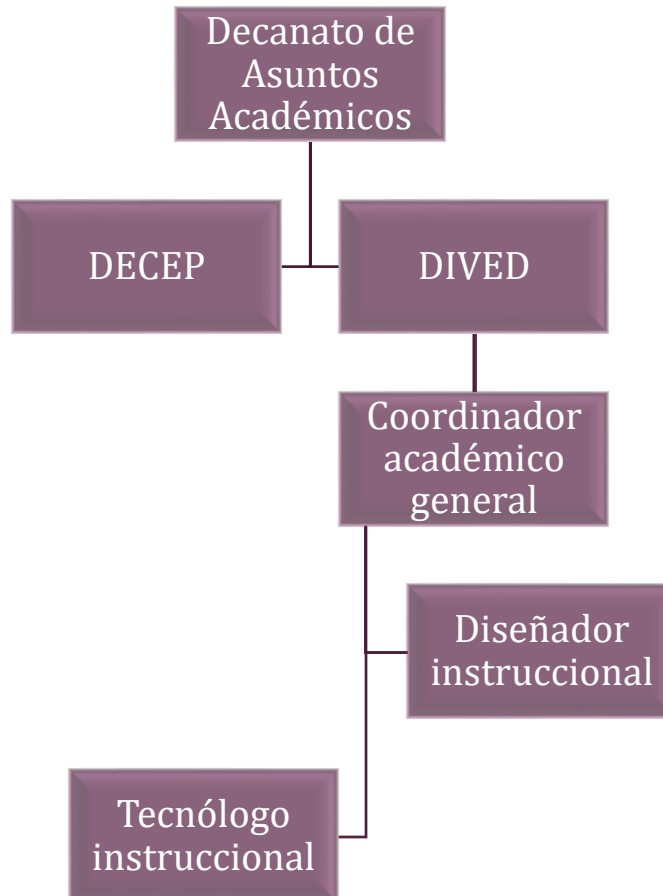 Decanato de
Asuntos
Académicos
DECEP
DIVED
Coordinador
académico
general
Diseñador
instruccional
Tecnólogo
instruccional